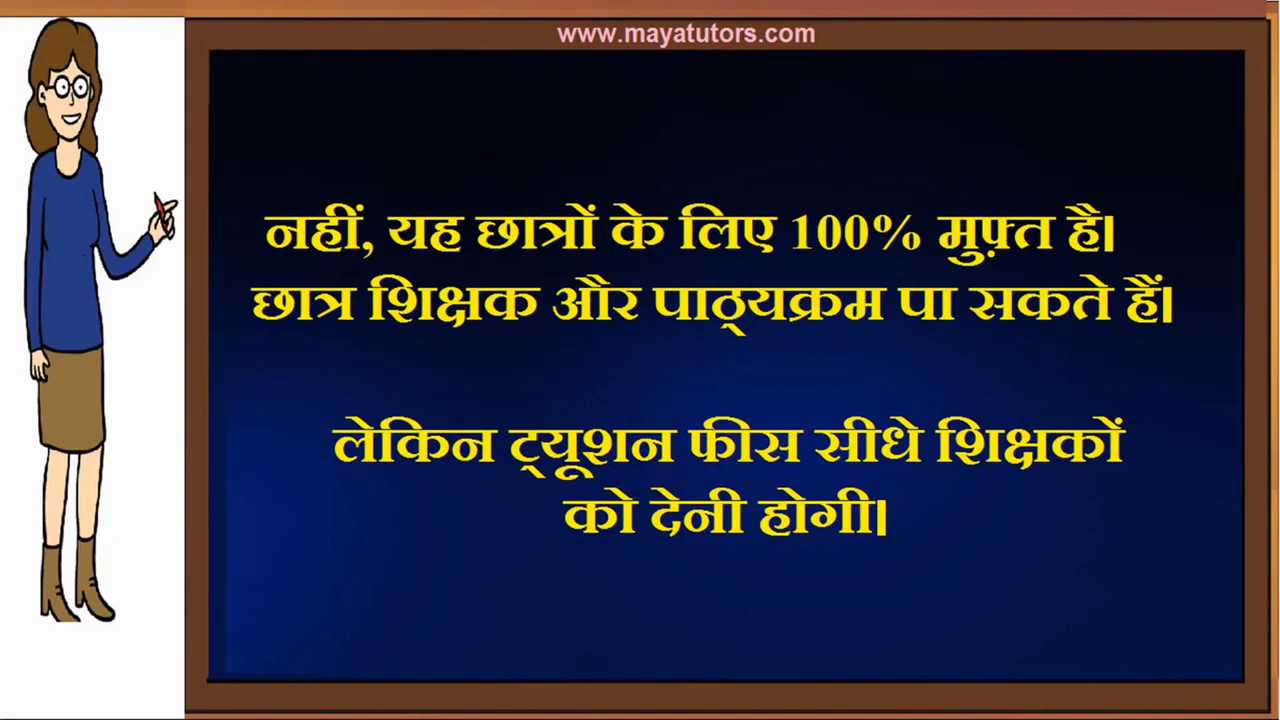 www.mayatutors.com
नहीं, यह छात्रों के लिए 100% मुफ़्त है।
छात्र शिक्षक और पाठ्यक्रम पा सकते हैं।
लेकिन ट्यूशन फीस सीधे शिक्षकों
को देनी होगी।